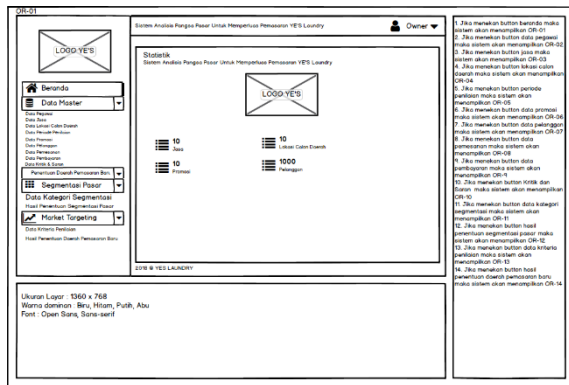 OR-01
LOGO YE'S
Beranda
Data Master
Data Pegawai
Data Jasa
Data Lokasi Calon Daerah
Data Periode Penilaian
Data Promosi
Data Pelanggan
Data Pemesanan
Data Pembayaran
Data Kritik & Saran
Penentuan Daerah Pemasaran Baru
Segmentasi Pasar
Data Kategori Segmentasi
Hasil Penentuan Segmentasi Pasar
Market Targeting
Data Kriteria Penilaian
Hasil Penentuan Daerah Pemasaran Baru
Sistem Analisis Pangsa Pasar Untuk Memperluas Pemasaran YE'S Laundry
Owner
Statistik
Sistem Analisis Pangsa Pasar Untuk Memperluas Pemasaran YE'S Laundry
LOGO YE'S
10
Jasa
10
Lokasi Calon Daerah
10
Promosi
1000
Pelanggan
2018 @ YES LAUNDRY
1. Jika menekan button beranda maka
sistem akan menampilkan OR-01
2. Jika menekan button data pegawai
maka sistem akan menampilkan OR-02
3. Jika menekan button jasa maka
sistem akan menampilkan OR-03
4. Jika menekan button lokasi calon
daerah maka sistem akan menampilkan
OR-04
5. Jika menekan button periode
penilaian maka sistem akan
menampilkan OR-05
6. Jika menekan button data promosi
maka sistem akan menampilkan OR-06
7. Jika menekan button data pelanggan
maka sistem akan menampilkan OR-07
8. Jika menekan button data
pemesanan maka sistem akan
menampilkan OR-08
9. Jika menekan button data
pembayaran maka sistem akan
menampilkan OR-9
10. Jika menekan button Kritik dan
Saran maka sistem akan menampilkan
OR-10
11. Jika menekan button data kategori
segmentasi maka sistem akan
menampilkan OR-11
12. Jika menekan button hasil
penentuan segmentasi pasar maka
sistem akan menampilkan OR-12
13. Jika menekan button data kriteria
penilaian maka sistem akan
menampilkan OR-13
14. Jika menekan button hasil
penentuan daerah pemasaran baru
maka sistem akan menampilkan OR-14
Ukuran Layar : 1360 x 768
Warna dominan : Biru, Hitam, Putih, Abu
Font : Open Sans, Sans-serif